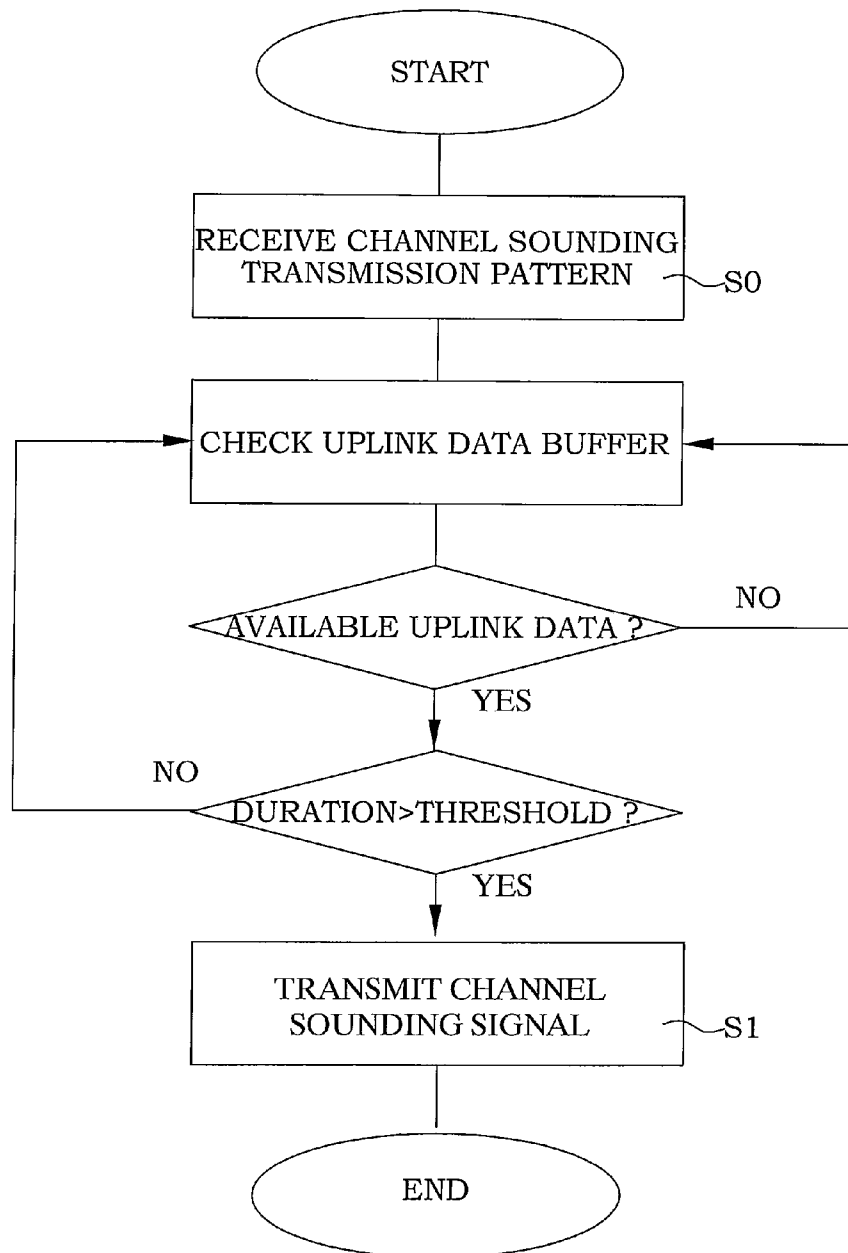 START
RECEIVE CHANNEL SOUNDING
TRANSMISSION PATTERN
S0
CHECK UPLINK DATA BUFFER
AVAILABLE UPLINK DATA ?
NO
YES
NO
DURATION>THRESHOLD ?
YES
TRANSMIT CHANNEL
SOUNDING SIGNAL
S1
END